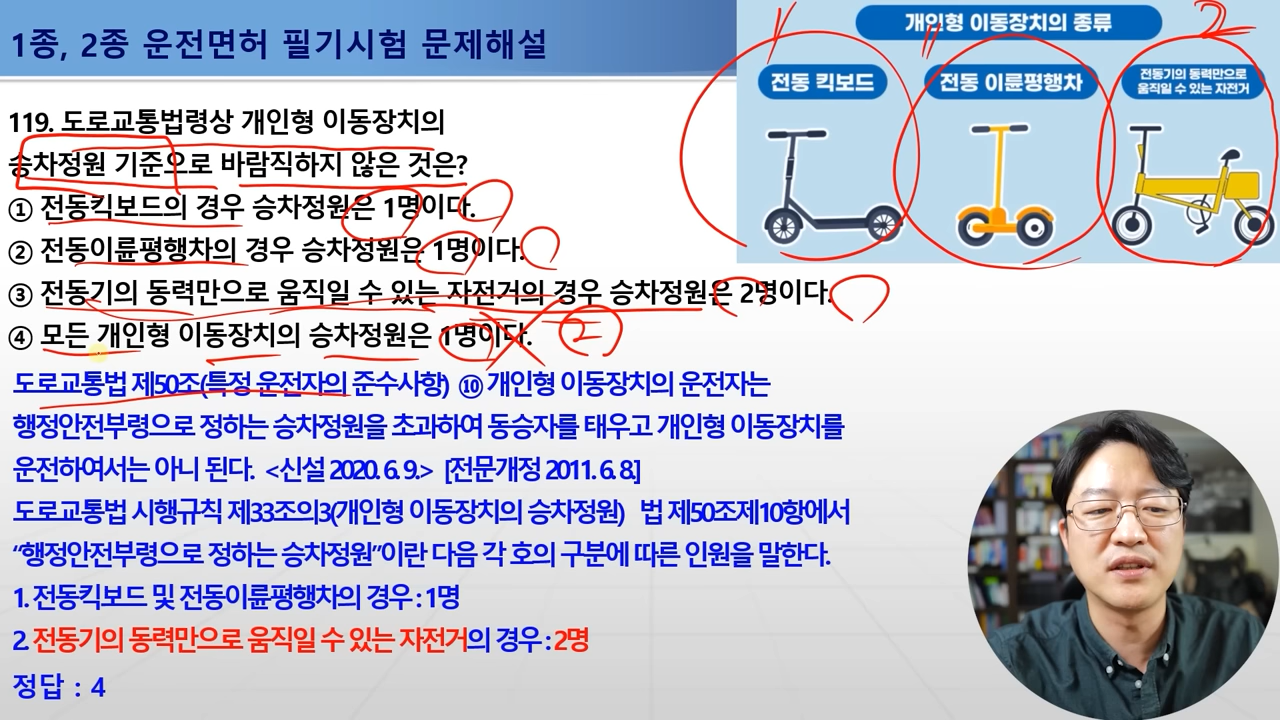 1종, 2종 운전면허 필기시험 문제해설
개인형 이동장치의 종류
전동 킥보드
전동 이륜평행차
전동기의 동력만으로
움직일 수 있는 자전거
1
1
2
119. 도로교통법령상 개인형 이동장치의
승차정원 기준으로 바람직하지 않은 것은?
① 전동킥보드의 경우 승차정원은 1명이다.
② 전동이륜평행차의 경우 승차정원은 1명이다.
③ 전동기의 동력만으로 움직일 수 있는 자전거의 경우 승차정원은 2명이다.
④ 모든 개인형 이동장치의 승차정원은 1명이다.
2
도로교통법 제50조(특정 운전자의 준수사항) ⑩ 개인형 이동장치의 운전자는
행정안전부령으로 정하는 승차정원을 초과하여 동승자를 태우고 개인형 이동장치를
운전하여서는 아니 된다. <신설 2020. 6. 9.> [전문개정 2011. 6. 8.]
도로교통법 시행규칙 제33조의3(개인형 이동장치의 승차정원) 법 제50조제10항에서
“행정안전부령으로 정하는 승차정원”이란 다음 각 호의 구분에 따른 인원을 말한다.
1. 전동킥보드 및 전동이륜평행차의 경우 : 1명
2. 전동기의 동력만으로 움직일 수 있는 자전거의 경우 : 2명
정답 : 4